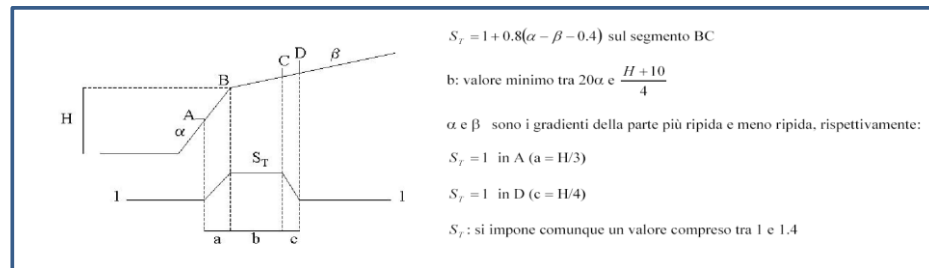 C D β
B
H
A
α
S_T
1 1
a b c
S_T = 1 + 0.8(α − β − 0.4) sul segmento BC
b: valore minimo tra 20α e (H + 10)/4
α e β sono i gradienti della parte più ripida e meno ripida, rispettivamente:
S_T = 1 in A (a = H/3)
S_T = 1 in D (c = H/4)
S_T : si impone comunque un valore compreso tra 1 e 1.4